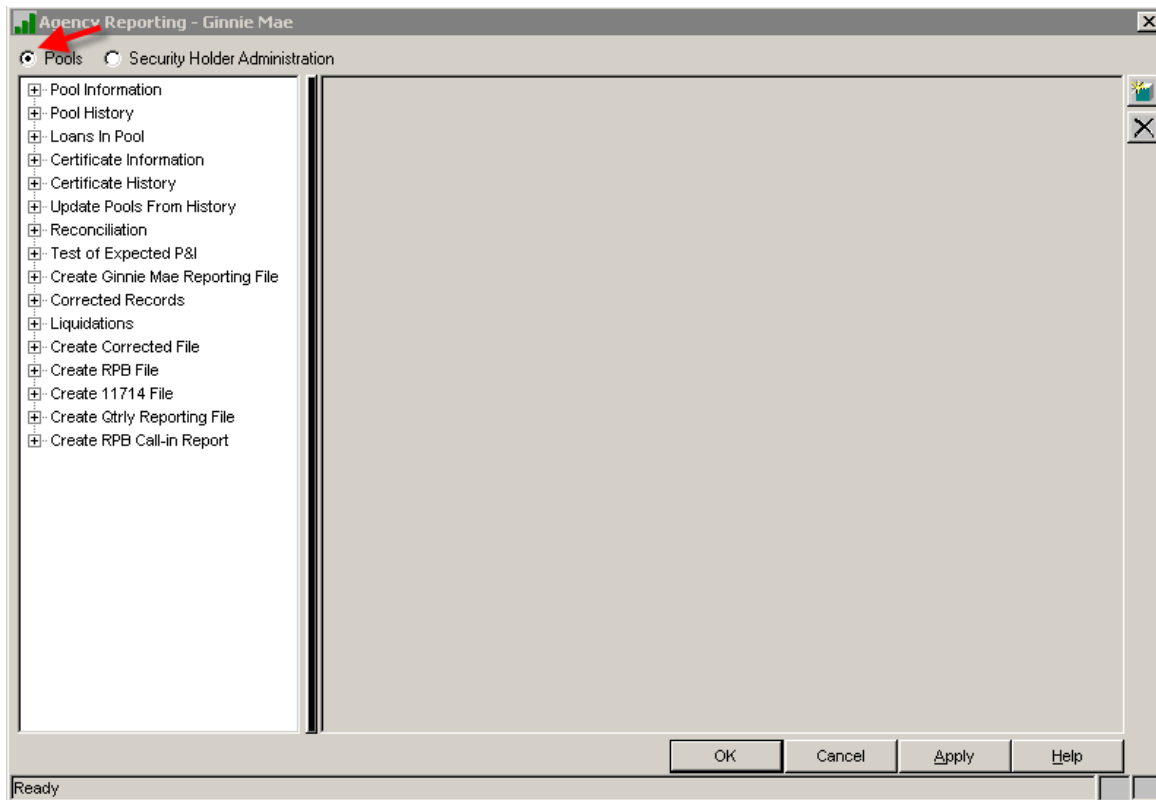 Agency Reporting - Ginnie Mae
Pools Security Holder Administration
Pool Information
Pool History
Loans In Pool
Certificate Information
Certificate History
Update Pools From History
Reconciliation
Test of Expected P&I
Create Ginnie Mae Reporting File
Corrected Records
Liquidations
Create Corrected File
Create RPB File
Create 11714 File
Create Qtrly Reporting File
Create RPB Call-in Report
OK Cancel Apply Help
Ready